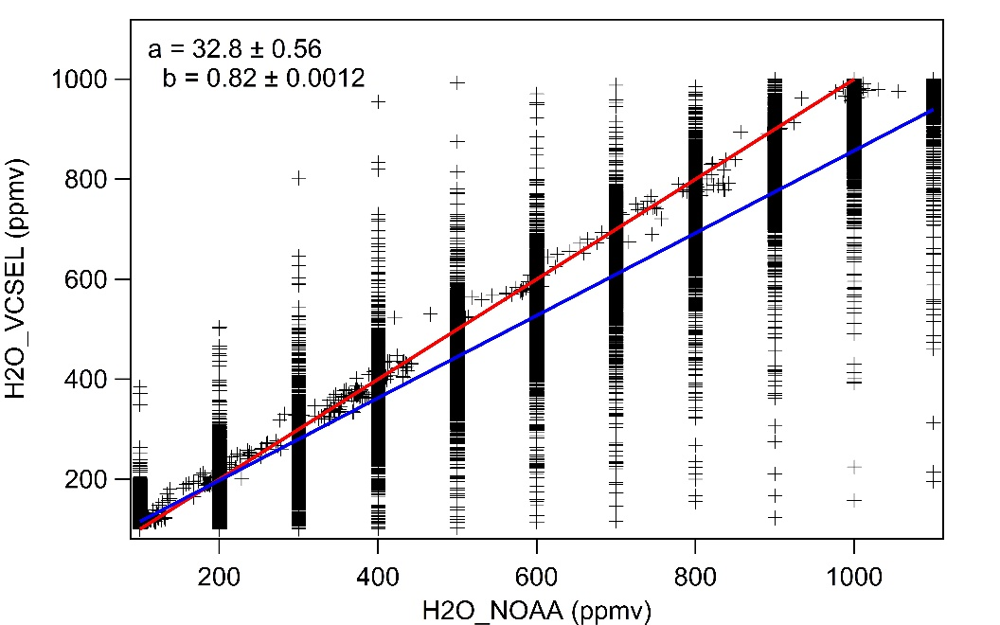 a = 32.8 ± 0.56
b = 0.82 ± 0.0012
1000
800
600
400
200
H2O_VCSEL (ppmv)
200 400 600 800 1000
H2O_NOAA (ppmv)